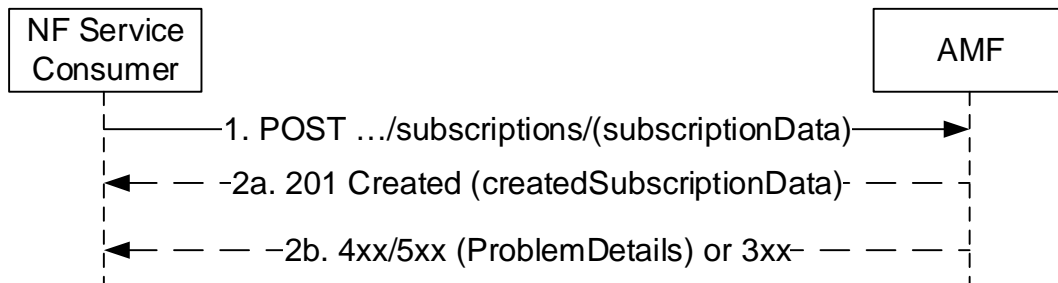 NF Service
Consumer
AMF
1. POST …/subscriptions/(subscriptionData)
2a. 201 Created (createdSubscriptionData)
2b. 4xx/5xx (ProblemDetails) or 3xx